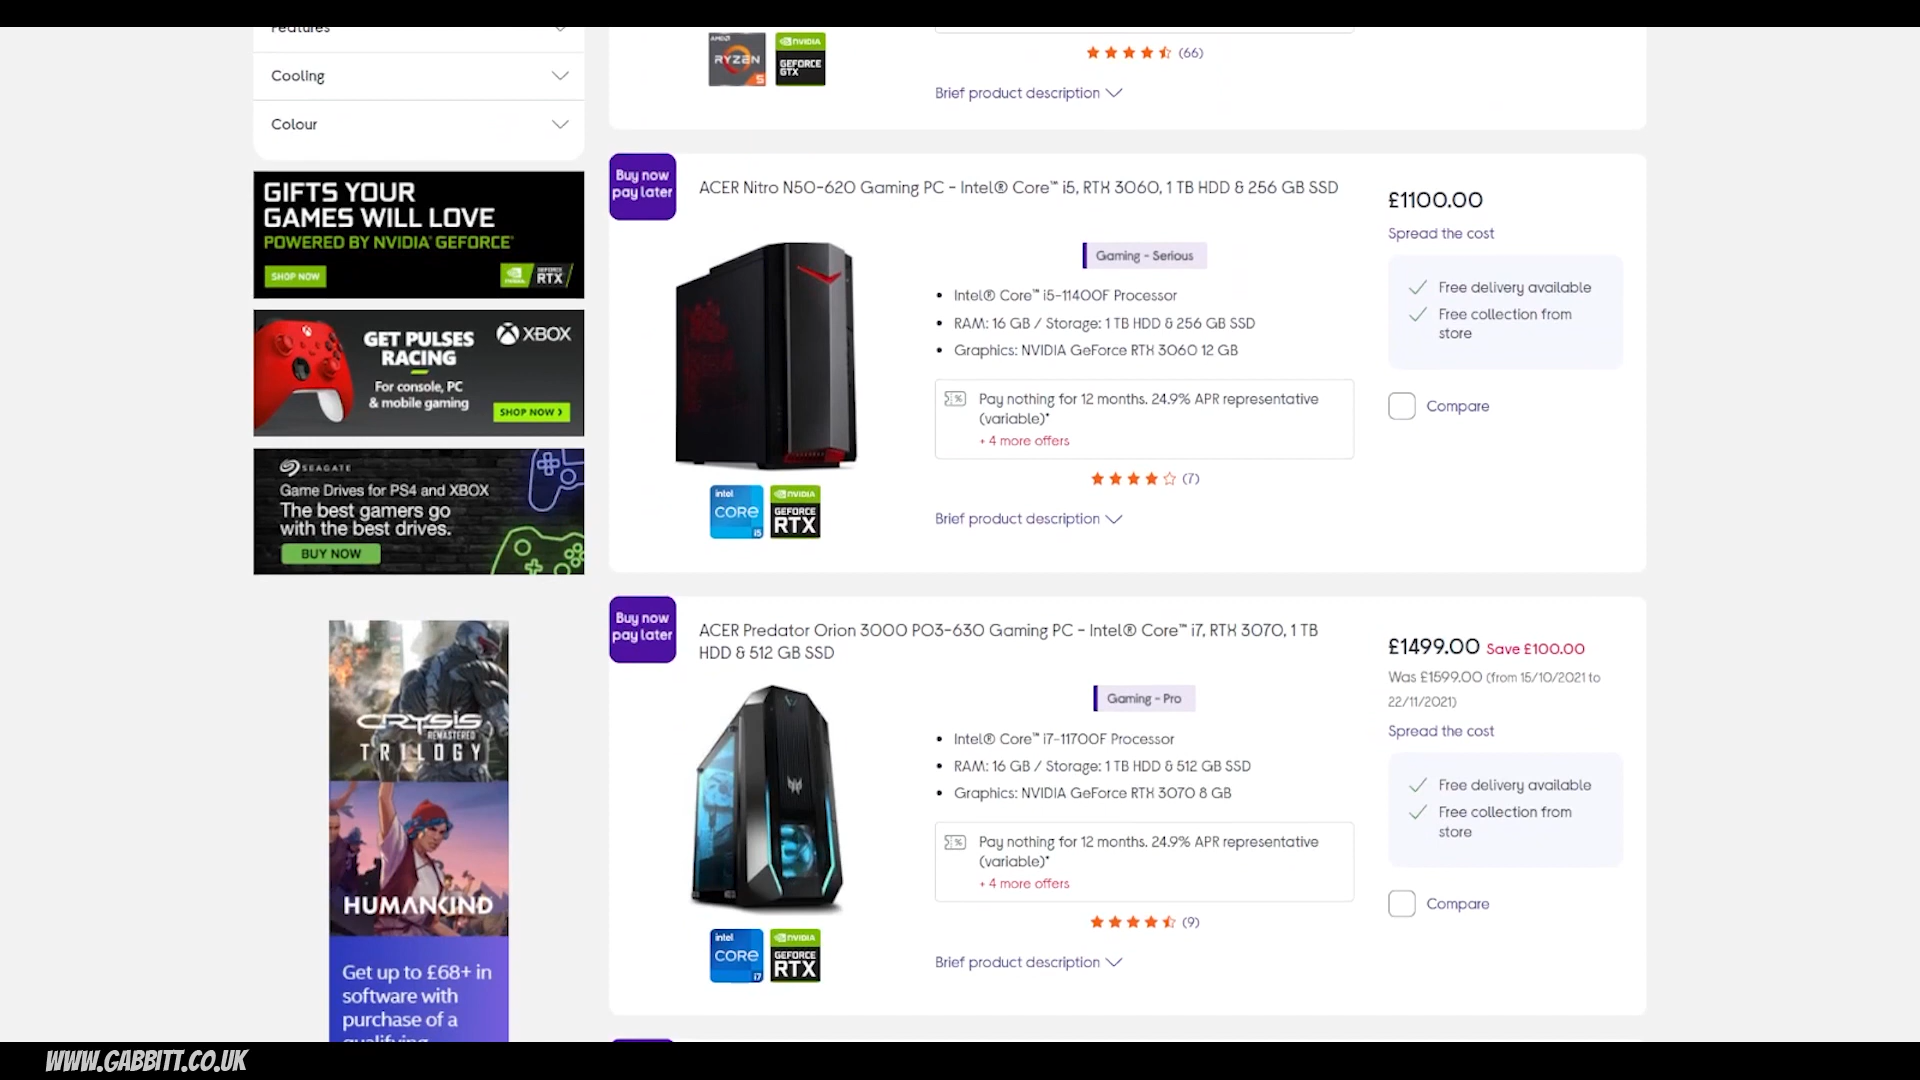 Features
Cooling
Colour
GIFTS YOUR
GAMES WILL LOVE
POWERED BY NVIDIA GEFORCE
SHOP NOW
NVIDIA
GEFORCE
RTX
GET PULSES
RACING
XBOX
For console, PC
& mobile gaming
SHOP NOW
SEAGATE
Game Drives for PS4 and XBOX
The best gamers go
with the best drives.
BUY NOW
CRYSIS
REMASTERED
TRILOGY
HUMANKIND
Get up to £68+ in
software with
purchase of a
qualifying
AMD
RYZEN
5
NVIDIA
GEFORCE
GTX
(66)
Brief product description
Buy now
pay later
ACER Nitro N50-620 Gaming PC - Intel® Core™ i5, RTX 3060, 1 TB HDD & 256 GB SSD
Gaming - Serious
• Intel® Core™ i5-11400F Processor
• RAM: 16 GB / Storage: 1 TB HDD & 256 GB SSD
• Graphics: NVIDIA GeForce RTX 3060 12 GB
Pay nothing for 12 months. 24.9% APR representative
(variable)*
+ 4 more offers
(7)
Brief product description
intel
CORE
i5
NVIDIA
GEFORCE
RTX
£1100.00
Spread the cost
Free delivery available
Free collection from
store
Compare
Buy now
pay later
ACER Predator Orion 3000 PO3-630 Gaming PC - Intel® Core™ i7, RTX 3070, 1 TB
HDD & 512 GB SSD
Gaming - Pro
• Intel® Core™ i7-11700F Processor
• RAM: 16 GB / Storage: 1 TB HDD & 512 GB SSD
• Graphics: NVIDIA GeForce RTX 3070 8 GB
Pay nothing for 12 months. 24.9% APR representative
(variable)*
+ 4 more offers
(9)
Brief product description
intel
CORE
i7
NVIDIA
GEFORCE
RTX
£1499.00 Save £100.00
Was £1599.00 (from 15/10/2021 to
22/11/2021)
Spread the cost
Free delivery available
Free collection from
store
Compare
WWW.GABBITT.CO.UK